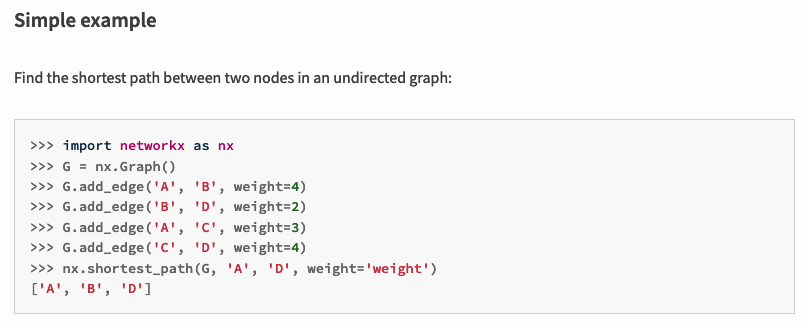 Simple example
Find the shortest path between two nodes in an undirected graph:
>>> import networkx as nx
>>> G = nx.Graph()
>>> G.add_edge('A', 'B', weight=4)
>>> G.add_edge('B', 'D', weight=2)
>>> G.add_edge('A', 'C', weight=3)
>>> G.add_edge('C', 'D', weight=4)
>>> nx.shortest_path(G, 'A', 'D', weight='weight')
['A', 'B', 'D']